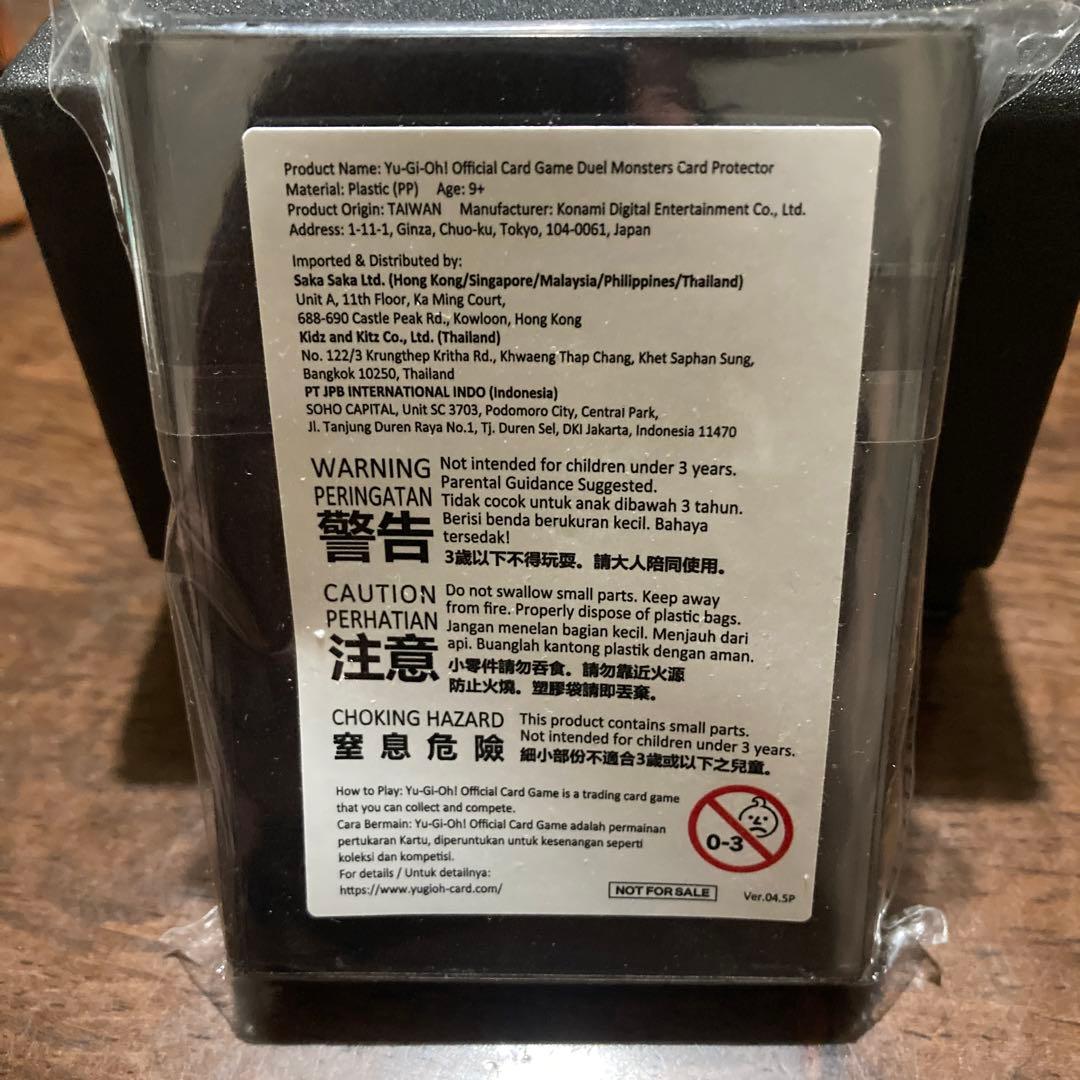 Product Name: Yu-Gi-Oh! Official Card Game Duel Monsters Card Protector
Material: Plastic (PP) Age: 9+
Product Origin: TAIWAN Manufacturer: Konami Digital Entertainment Co., Ltd.
Address: 1-11-1, Ginza, Chuo-ku, Tokyo, 104-0061, Japan
Imported & Distributed by:
Saka Saka Ltd. (Hong Kong/Singapore/Malaysia/Philippines/Thailand)
Unit A, 11th Floor, Ka Ming Court,
688-690 Castle Peak Rd., Kowloon, Hong Kong
Kidz and Kitz Co., Ltd. (Thailand)
No. 122/3 Krungthep Kritha Rd., Khwaeng Thap Chang, Khet Saphan Sung,
Bangkok 10250, Thailand
PT JPB INTERNATIONAL INDO (Indonesia)
SOHO CAPITAL, Unit SC 3703, Podomoro City, Central Park,
Jl. Tanjung Duren Raya No.1, Tj. Duren Sel, DKI Jakarta, Indonesia 11470
WARNING
PERINGATAN
警告
Not intended for children under 3 years.
Parental Guidance Suggested.
Tidak cocok untuk anak dibawah 3 tahun.
Berisi benda berukuran kecil. Bahaya
tersedak!
3歲以下不得玩耍。請大人陪同使用。
CAUTION
PERHATIAN
注意
Do not swallow small parts. Keep away
from fire. Properly dispose of plastic bags.
Jangan menelan bagian kecil. Menjauh dari
api. Buanglah kantong plastik dengan aman.
小零件請勿吞食。請勿靠近火源
防止火燒。塑膠袋請即丟棄。
CHOKING HAZARD
窒息危險
This product contains small parts.
Not intended for children under 3 years.
細小部份不適合3歲或以下之兒童。
How to Play: Yu-Gi-Oh! Official Card Game is a trading card game
that you can collect and compete.
Cara Bermain: Yu-Gi-Oh! Official Card Game adalah permainan
pertukaran Kartu, diperuntukan untuk kesenangan seperti
koleksi dan kompetisi.
For details / Untuk detailnya:
https://www.yugioh-card.com/
0-3
NOT FOR SALE
Ver.04.5P